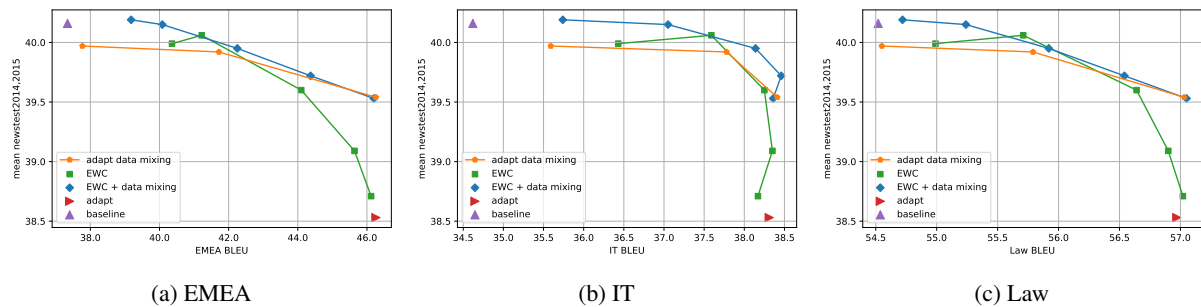 40.0
39.5
39.0
38.5
mean newstest2014,2015
adapt data mixing
EWC
EWC + data mixing
adapt
baseline
38.0 40.0 42.0 44.0 46.0
EMEA BLEU
(a) EMEA
40.0
39.5
39.0
38.5
mean newstest2014,2015
adapt data mixing
EWC
EWC + data mixing
adapt
baseline
34.5 35.0 35.5 36.0 36.5 37.0 37.5 38.0 38.5
IT BLEU
(b) IT
40.0
39.5
39.0
38.5
mean newstest2014,2015
adapt data mixing
EWC
EWC + data mixing
adapt
baseline
54.5 55.0 55.5 56.0 56.5 57.0
Law BLEU
(c) Law